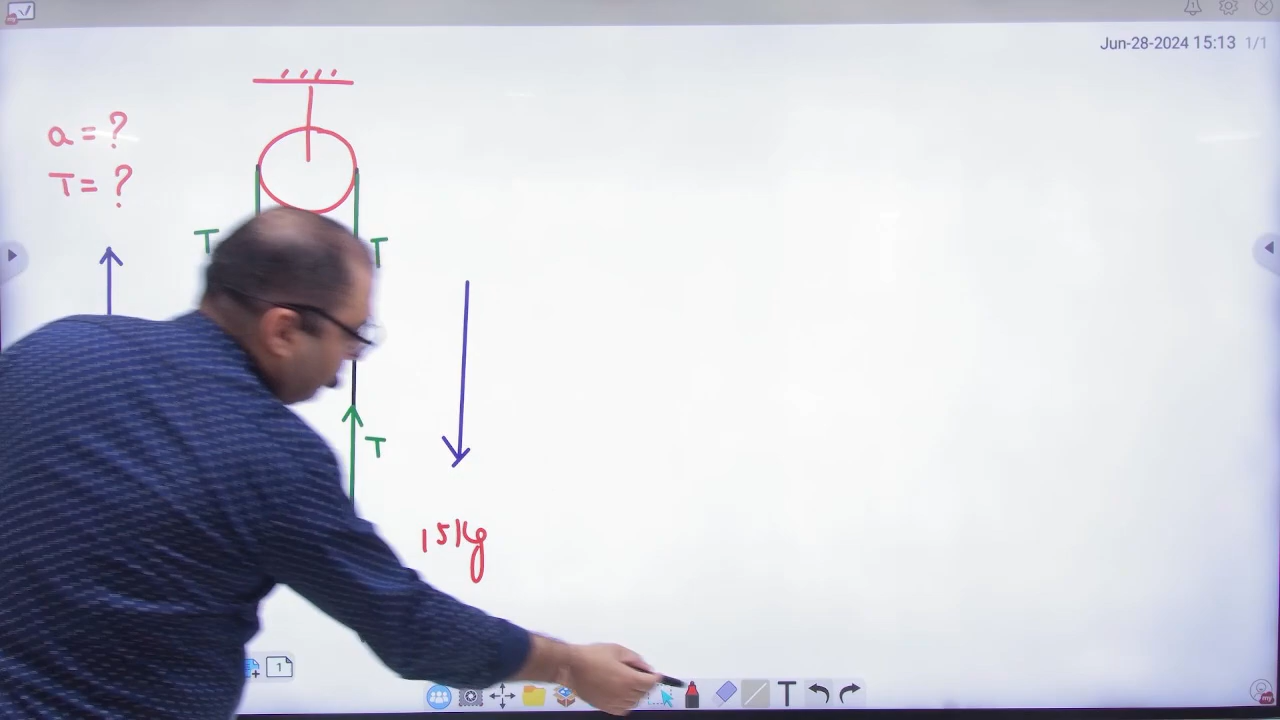 Jun-28-2024 15:13 1/1
a = ?
T = ?
T
T
T
15Kg
1
T